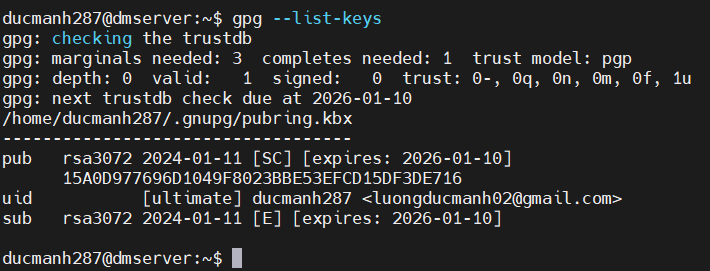 ducmanh287@dmserver:~$ gpg --list-keys
gpg: checking the trustdb
gpg: marginals needed: 3  completes needed: 1  trust model: pgp
gpg: depth: 0  valid:   1  signed:   0  trust: 0-, 0q, 0n, 0m, 0f, 1u
gpg: next trustdb check due at 2026-01-10
/home/ducmanh287/.gnupg/pubring.kbx
-----------------------------------
pub   rsa3072 2024-01-11 [SC] [expires: 2026-01-10]
      15A0D977696D1049F8023BBE53EFCD15DF3DE716
uid           [ultimate] ducmanh287 <luongducmanh02@gmail.com>
sub   rsa3072 2024-01-11 [E] [expires: 2026-01-10]
ducmanh287@dmserver:~$